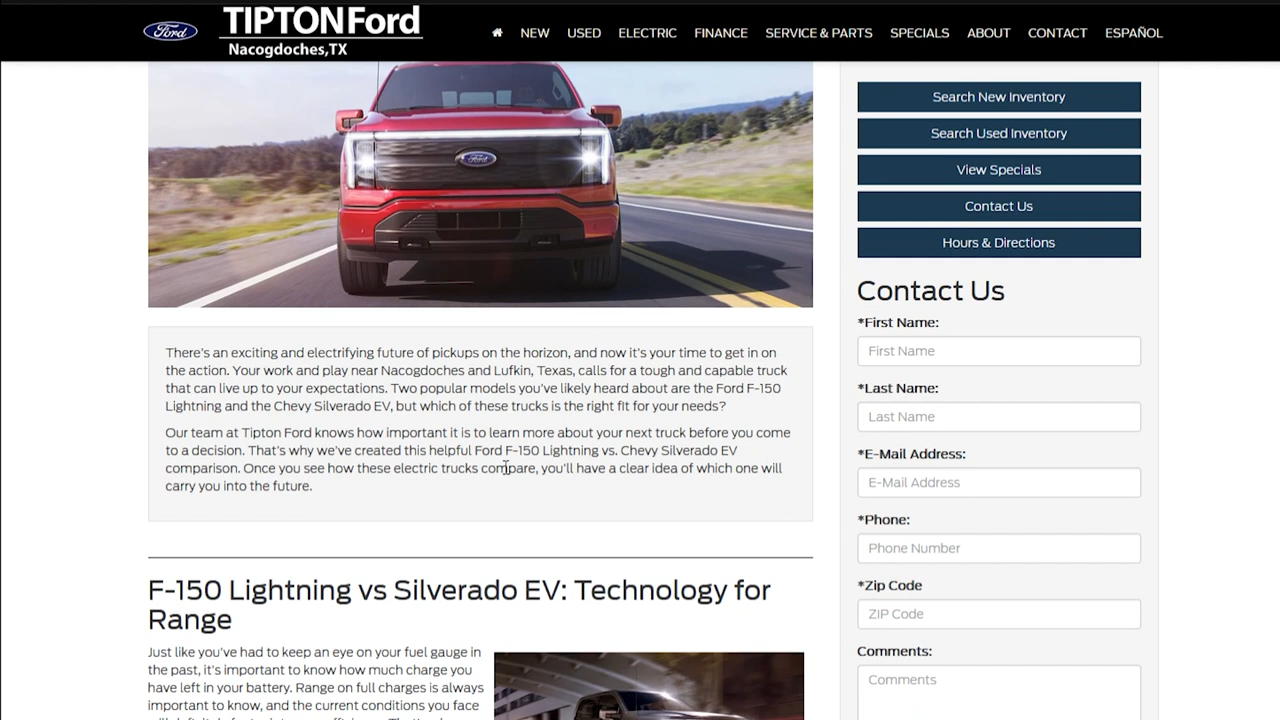 Ford
TIPTON Ford
Nacogdoches,TX
NEW USED ELECTRIC FINANCE SERVICE & PARTS SPECIALS ABOUT CONTACT ESPAÑOL
Ford
There's an exciting and electrifying future of pickups on the horizon, and now it's your time to get in on
the action. Your work and play near Nacogdoches and Lufkin, Texas, calls for a tough and capable truck
that can live up to your expectations. Two popular models you've likely heard about are the Ford F-150
Lightning and the Chevy Silverado EV, but which of these trucks is the right fit for your needs?
Our team at Tipton Ford knows how important it is to learn more about your next truck before you come
to a decision. That's why we've created this helpful Ford F-150 Lightning vs. Chevy Silverado EV
comparison. Once you see how these electric trucks compare, you'll have a clear idea of which one will
carry you into the future.
F-150 Lightning vs Silverado EV: Technology for
Range
Just like you've had to keep an eye on your fuel gauge in
the past, it's important to know how much charge you
have left in your battery. Range on full charges is always
important to know, and the current conditions you face
Search New Inventory
Search Used Inventory
View Specials
Contact Us
Hours & Directions
Contact Us
*First Name:
First Name
*Last Name:
Last Name
*E-Mail Address:
E-Mail Address
*Phone:
Phone Number
*Zip Code
ZIP Code
Comments:
Comments